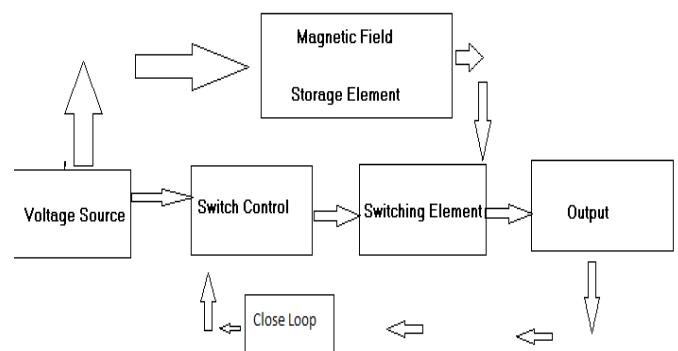 Magnetic Field
Storage Element
Voltage Source
Switch Control
Switching Element
Output
Close Loop